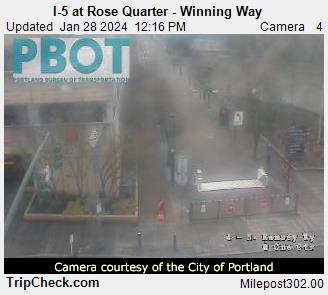 I-5 at Rose Quarter - Winning Way
Updated Jan 28 2024 12:16 PM Camera 4
PBOT
PORTLAND BUREAU OF TRANSPORTATION
Camera courtesy of the City of Portland
TripCheck.com Milepost302.00